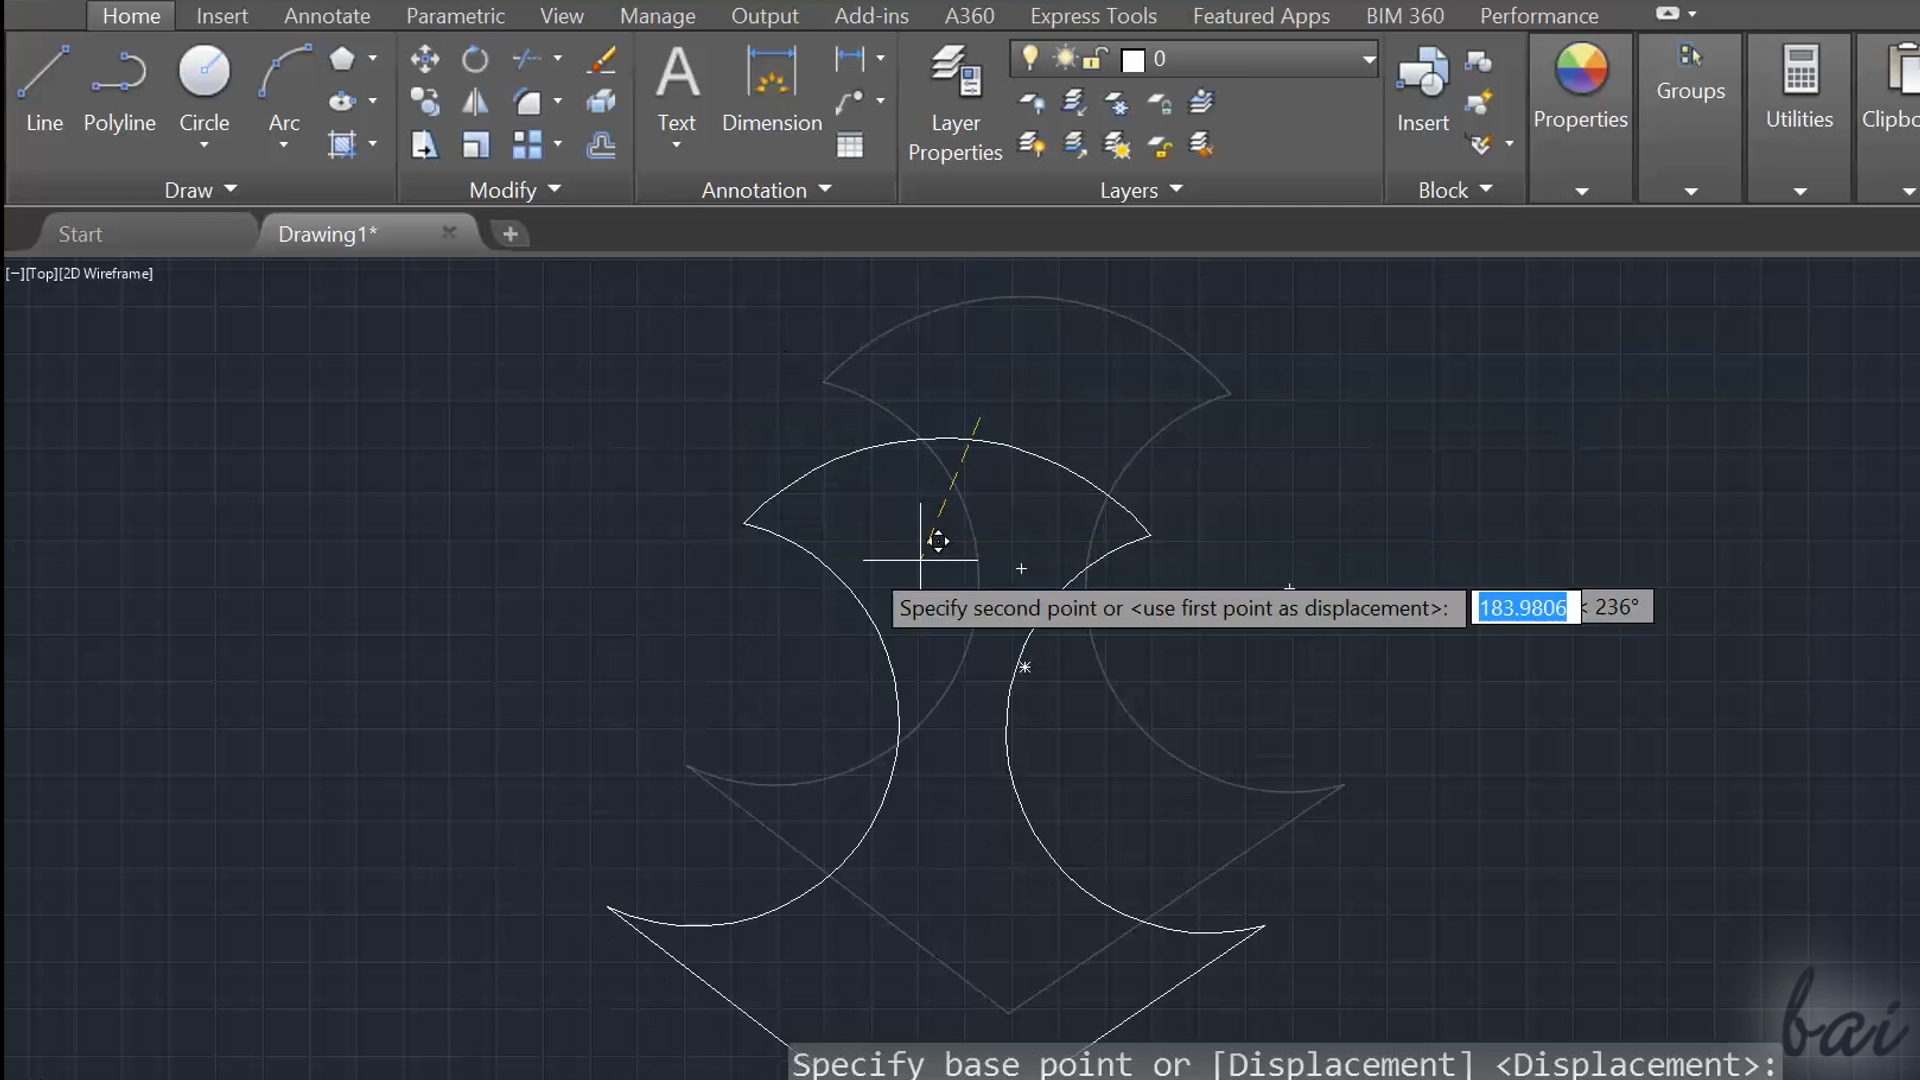 Home Insert Annotate Parametric View Manage Output Add-ins A360 Express Tools Featured Apps BIM 360 Performance
0
Line Polyline Circle Arc
Text Dimension
Layer
Properties
Insert
Properties
Groups
Utilities
Clipbo
Draw Modify Annotation Layers Block
Start Drawing1*
[−][Top][2D Wireframe]
Specify second point or <use first point as displacement>: 183.9806 < 236°
bai
Specify base point or [Displacement] <Displacement>: